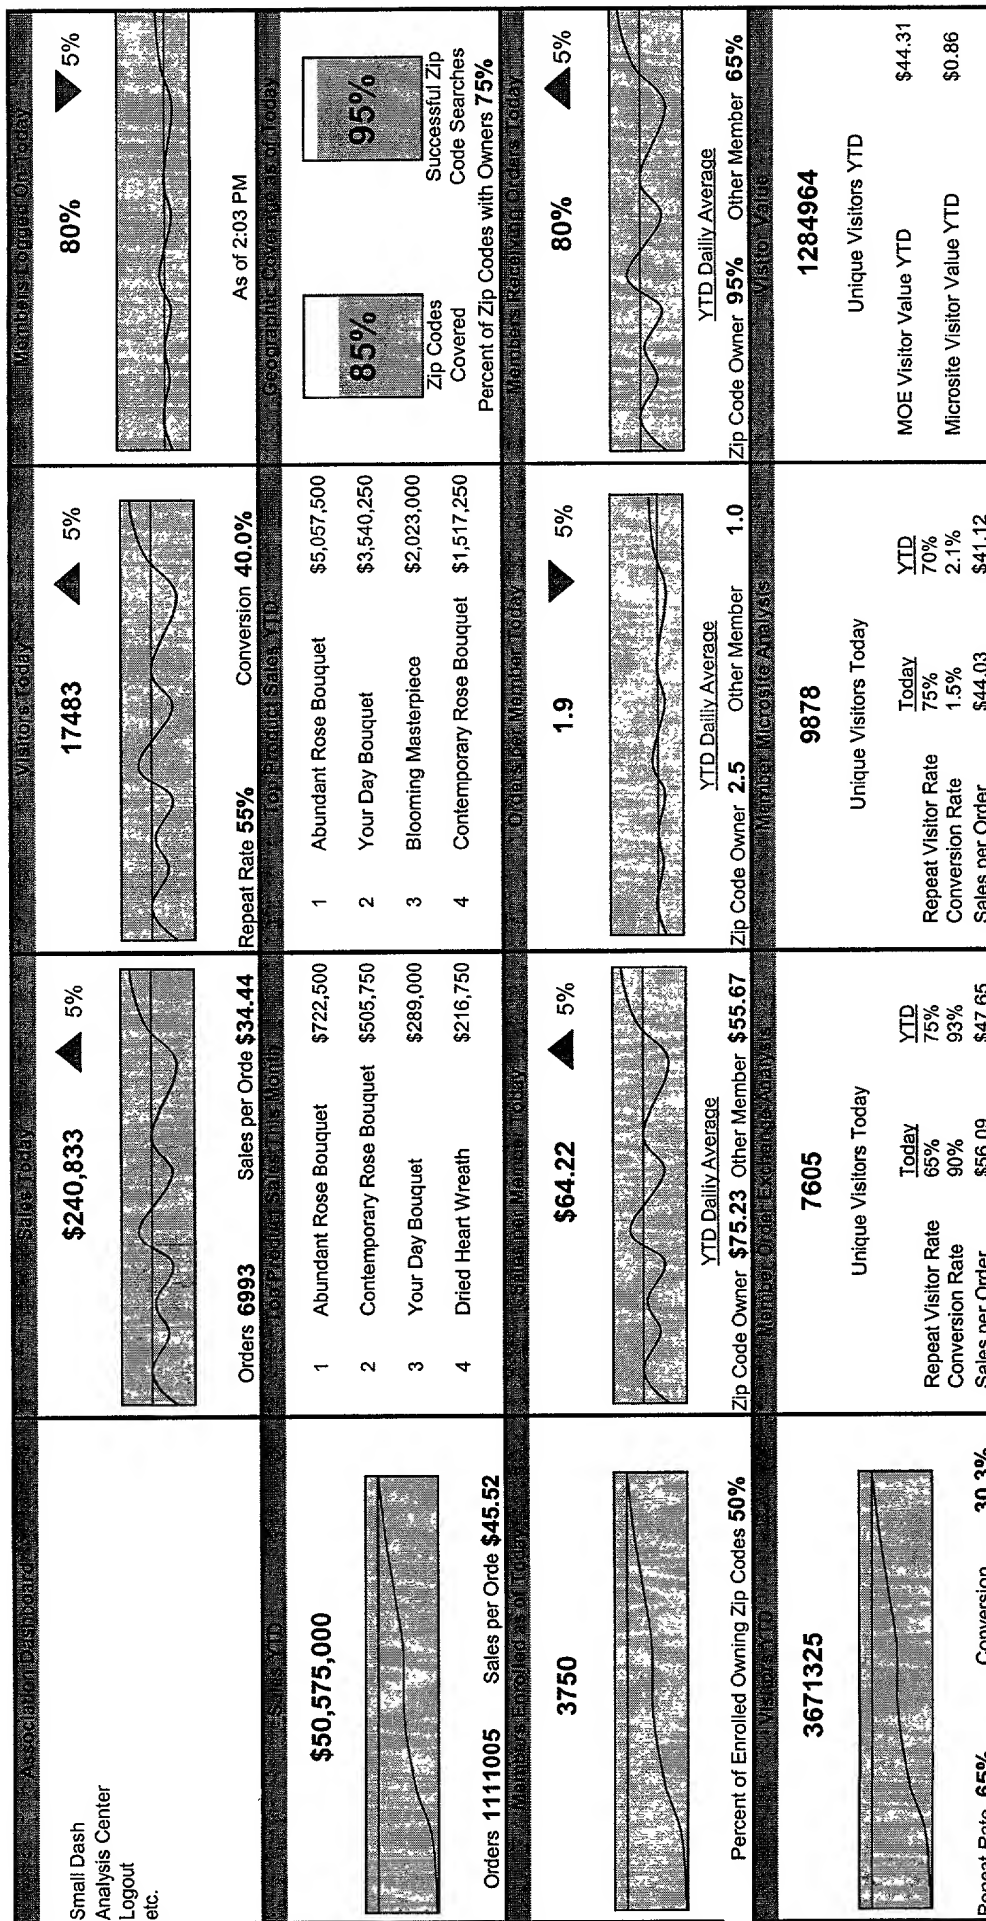 Association Dashboard
Small Dash
Analysis Center
Logout
etc.
Sales Today
$240,833
5%
Orders 6993 Sales per Orde $34.44
Visitors Today
17483
5%
Repeat Rate 55% Conversion 40.0%
Members Logged On Today
80%
5%
As of 2:03 PM
Sales YTD
$50,575,000
Orders 1111005 Sales per Orde $45.52
Top Product Sales This Month
1 Abundant Rose Bouquet $722,500
2 Contemporary Rose Bouquet $505,750
3 Your Day Bouquet $289,000
4 Dried Heart Wreath $216,750
Top Product Sales YTD
1 Abundant Rose Bouquet $5,057,500
2 Your Day Bouquet $3,540,250
3 Blooming Masterpiece $2,023,000
4 Contemporary Rose Bouquet $1,517,250
Geographic Coverage as of Today
85%
Zip Codes
Covered
95%
Successful Zip
Code Searches
Percent of Zip Codes with Owners 75%
Members Enrolled as of Today
3750
Percent of Enrolled Owning Zip Codes 50%
Sales per Member Today
$64.22
5%
YTD Dailly Average
Zip Code Owner $75.23 Other Member $55.67
Orders per Member Today
1.9
5%
YTD Dailly Average
Zip Code Owner 2.5 Other Member 1.0
Members Receiving Orders Today
80%
5%
YTD Dailly Average
Zip Code Owner 95% Other Member 65%
Visitors YTD
3671325
Repeat Rate 65% Conversion 30.3%
Member Order Exchange Analysis
7605
Unique Visitors Today
Today YTD
Repeat Visitor Rate 65% 75%
Conversion Rate 90% 93%
Sales per Order $56.09 $47.65
Member Microsite Analysis
9878
Unique Visitors Today
Today YTD
Repeat Visitor Rate 75% 70%
Conversion Rate 1.5% 2.1%
Sales per Order $44.03 $41.12
Visitor Value
1284964
Unique Visitors YTD
MOE Visitor Value YTD $44.31
Microsite Visitor Value YTD $0.86